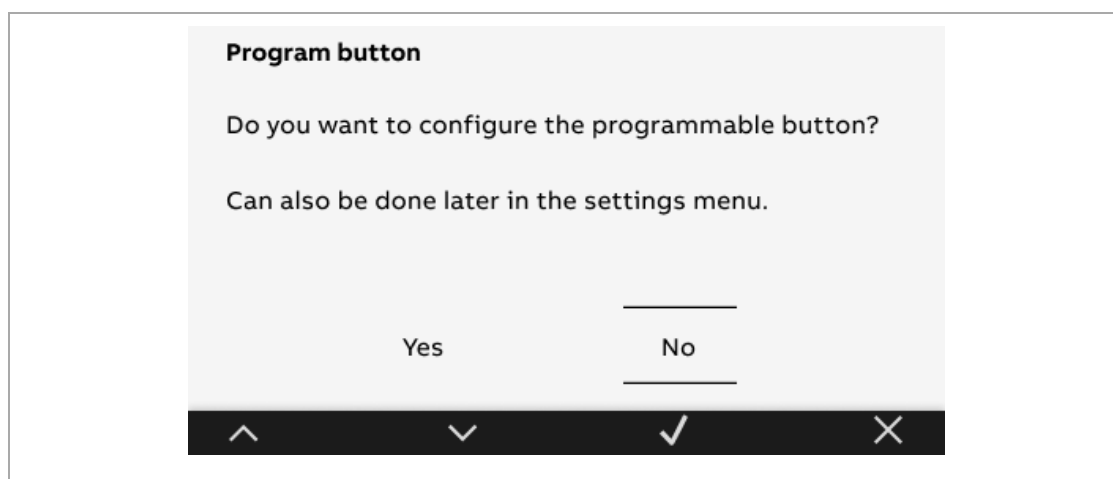 Program button
Do you want to configure the programmable button?
Can also be done later in the settings menu.
Yes No